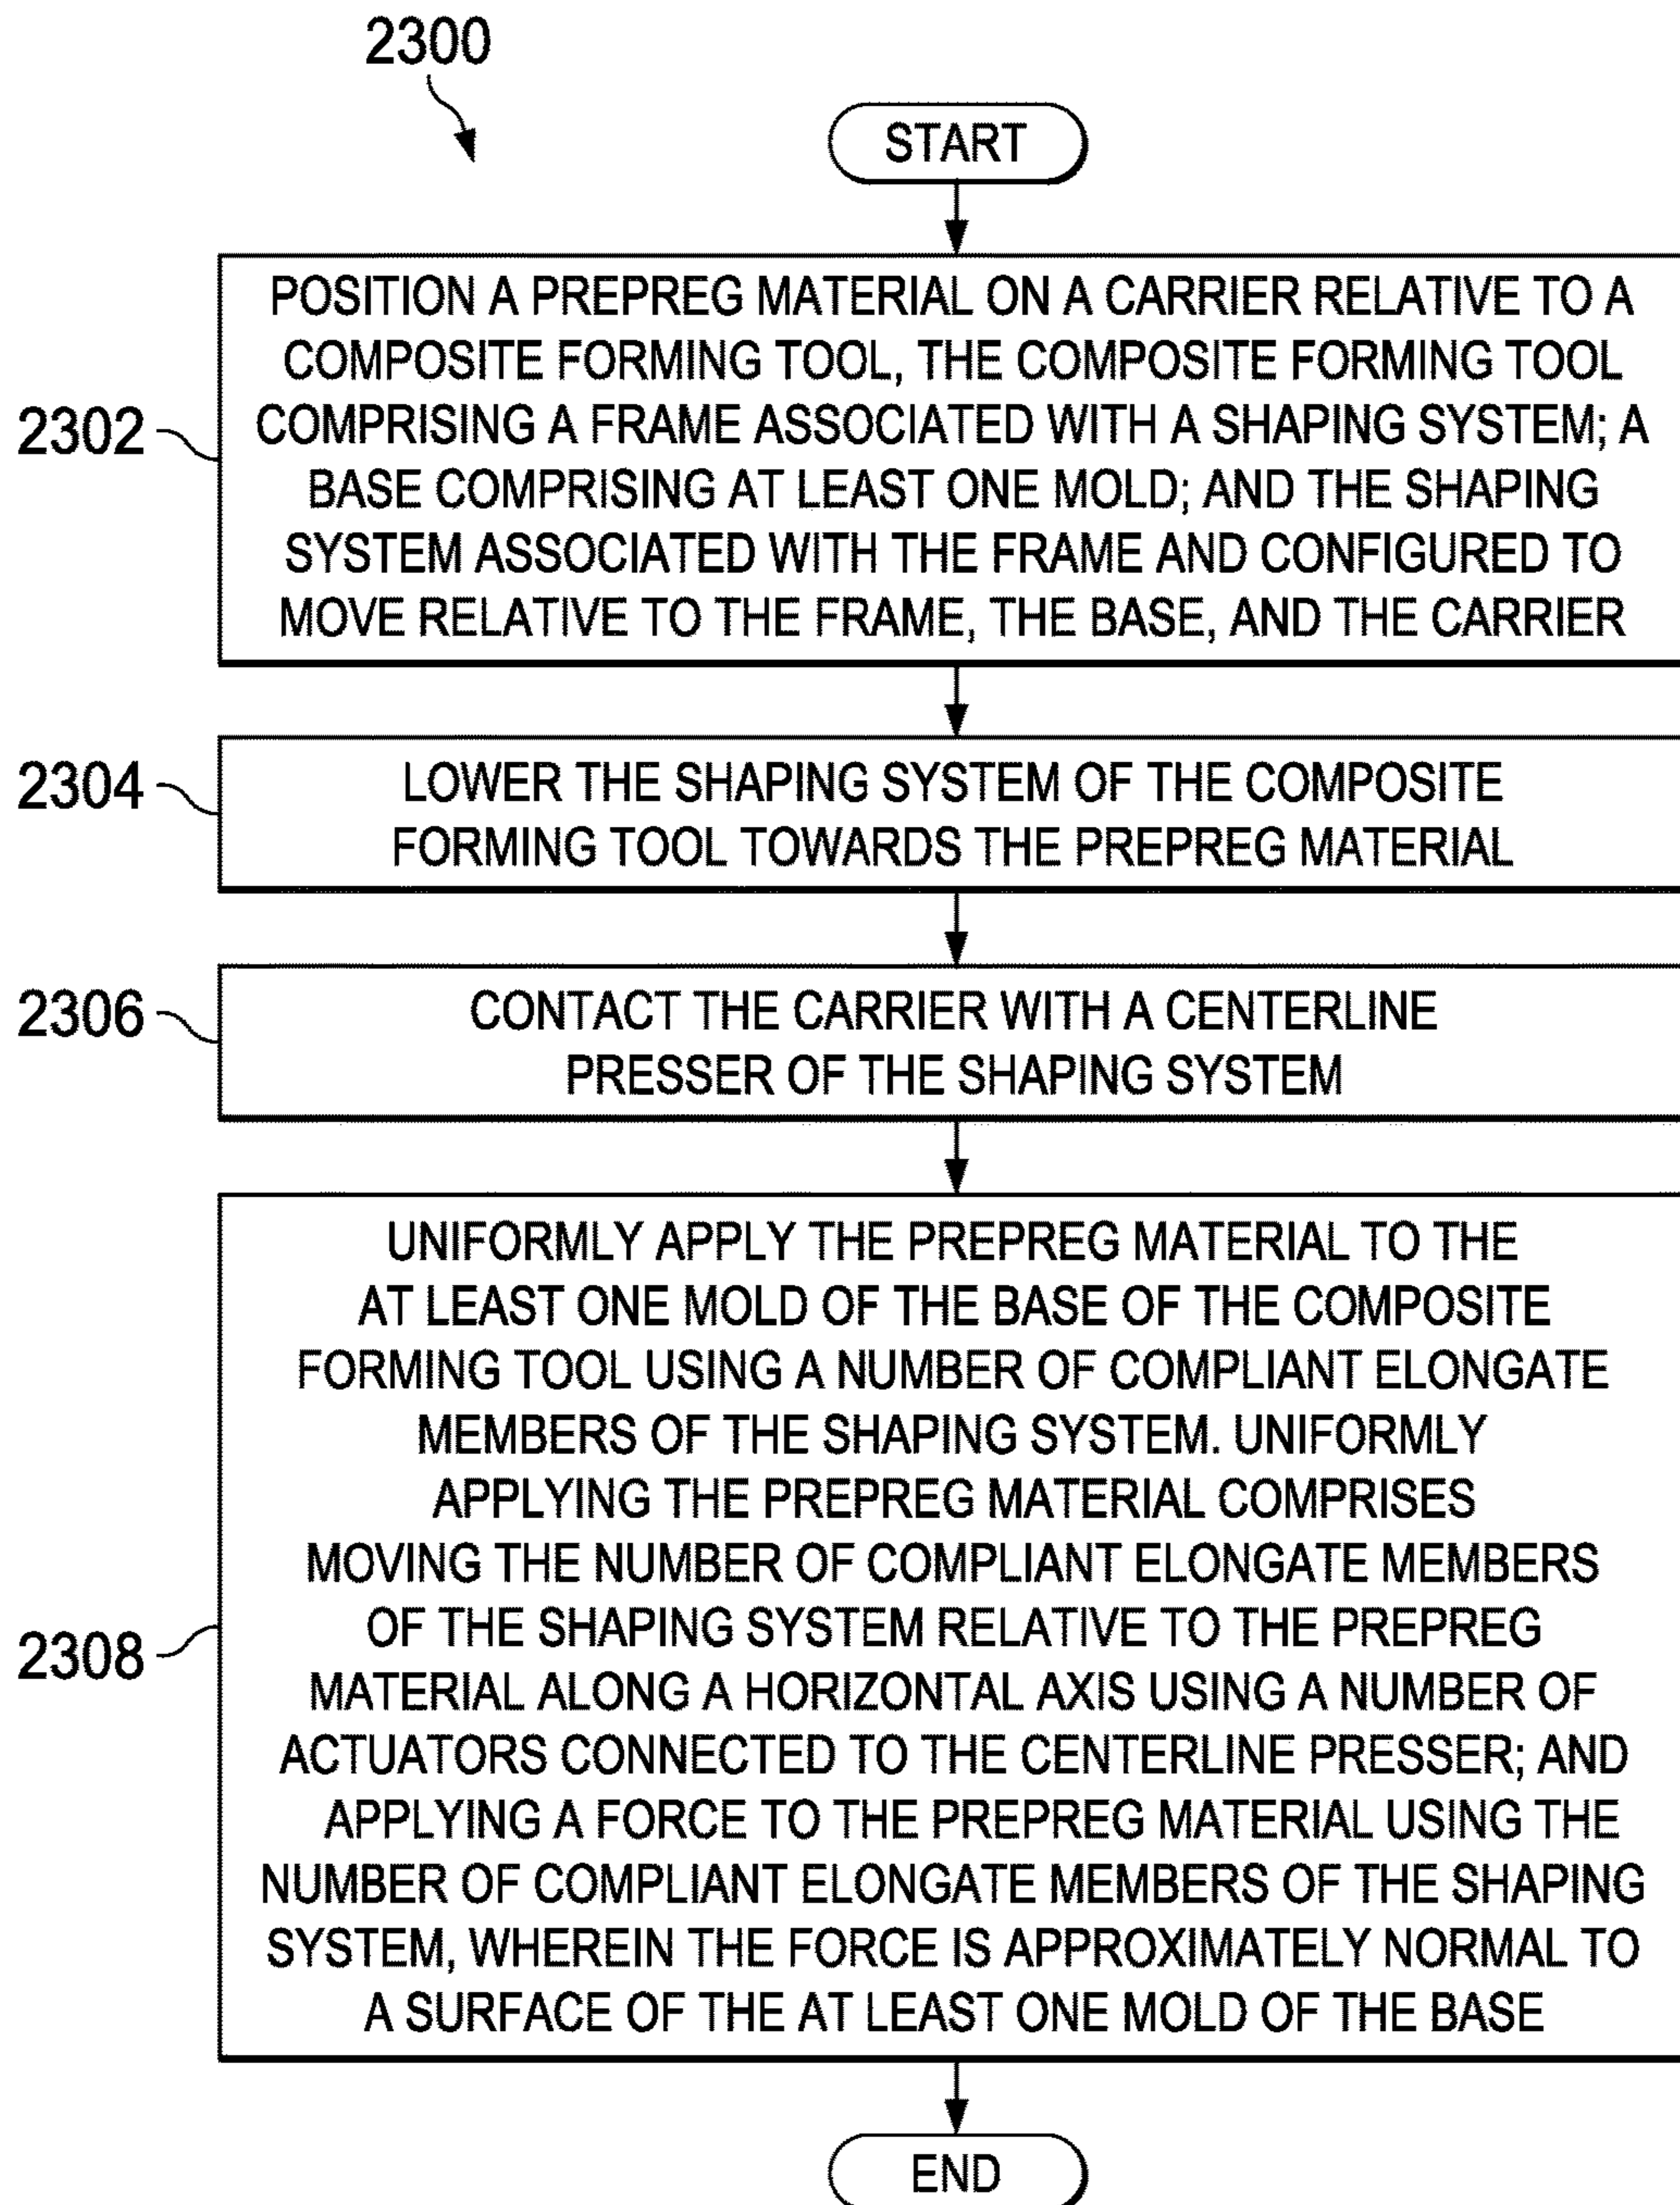 2300
START
2302
POSITION A PREPREG MATERIAL ON A CARRIER RELATIVE TO A
COMPOSITE FORMING TOOL, THE COMPOSITE FORMING TOOL
COMPRISING A FRAME ASSOCIATED WITH A SHAPING SYSTEM; A
BASE COMPRISING AT LEAST ONE MOLD; AND THE SHAPING
SYSTEM ASSOCIATED WITH THE FRAME AND CONFIGURED TO
MOVE RELATIVE TO THE FRAME, THE BASE, AND THE CARRIER
2304
LOWER THE SHAPING SYSTEM OF THE COMPOSITE
FORMING TOOL TOWARDS THE PREPREG MATERIAL
2306
CONTACT THE CARRIER WITH A CENTERLINE
PRESSER OF THE SHAPING SYSTEM
2308
UNIFORMLY APPLY THE PREPREG MATERIAL TO THE
AT LEAST ONE MOLD OF THE BASE OF THE COMPOSITE
FORMING TOOL USING A NUMBER OF COMPLIANT ELONGATE
MEMBERS OF THE SHAPING SYSTEM. UNIFORMLY
APPLYING THE PREPREG MATERIAL COMPRISES
MOVING THE NUMBER OF COMPLIANT ELONGATE MEMBERS
OF THE SHAPING SYSTEM RELATIVE TO THE PREPREG
MATERIAL ALONG A HORIZONTAL AXIS USING A NUMBER OF
ACTUATORS CONNECTED TO THE CENTERLINE PRESSER; AND
APPLYING A FORCE TO THE PREPREG MATERIAL USING THE
NUMBER OF COMPLIANT ELONGATE MEMBERS OF THE SHAPING
SYSTEM, WHEREIN THE FORCE IS APPROXIMATELY NORMAL TO
A SURFACE OF THE AT LEAST ONE MOLD OF THE BASE
END